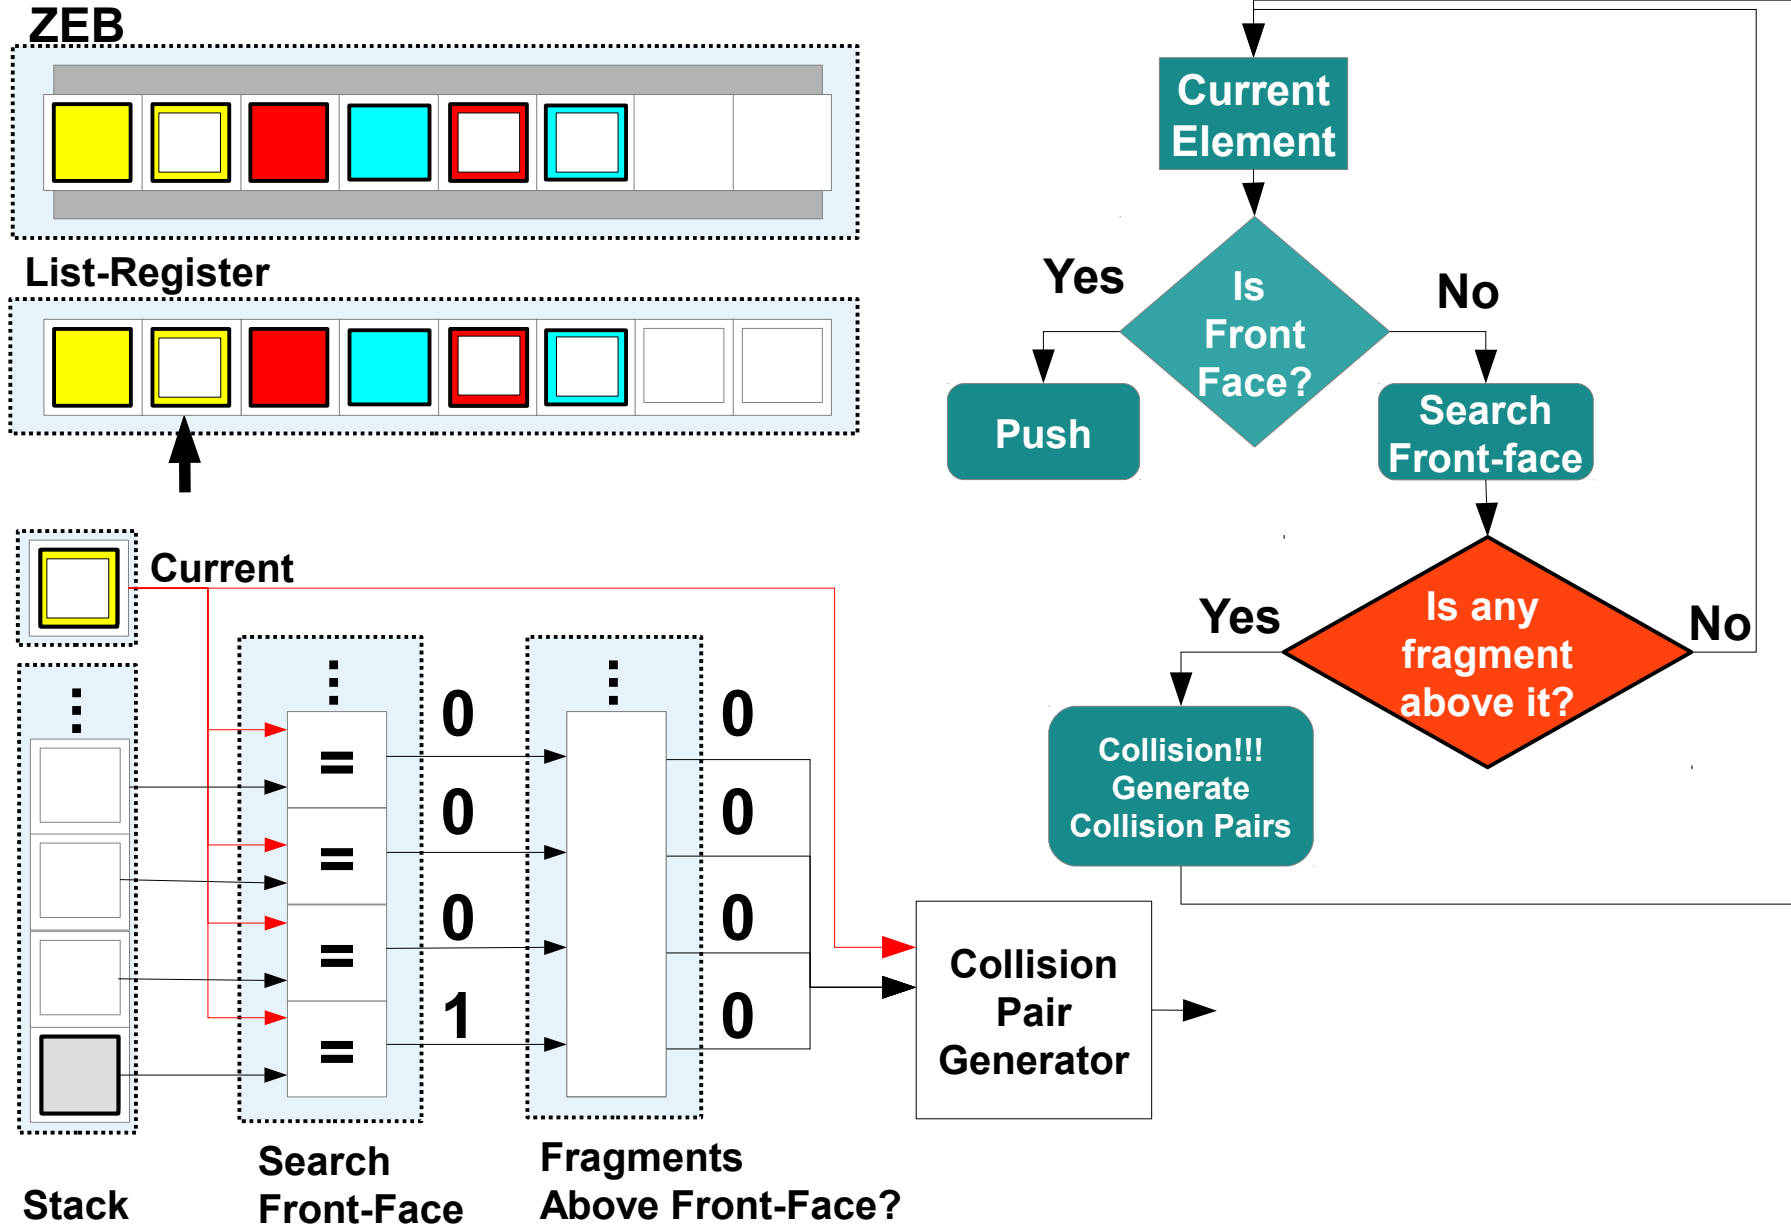 ZEB
List-Register
Current
Element
Yes
Is
Front
Face?
No
Push
Search
Front-face
Current
Yes
Is any
fragment
above it?
No
Collision!!!
Generate
Collision Pairs
0
0
0
0
0
0
1
0
=
=
=
=
Collision
Pair
Generator
Stack
Search
Front-Face
Fragments
Above Front-Face?